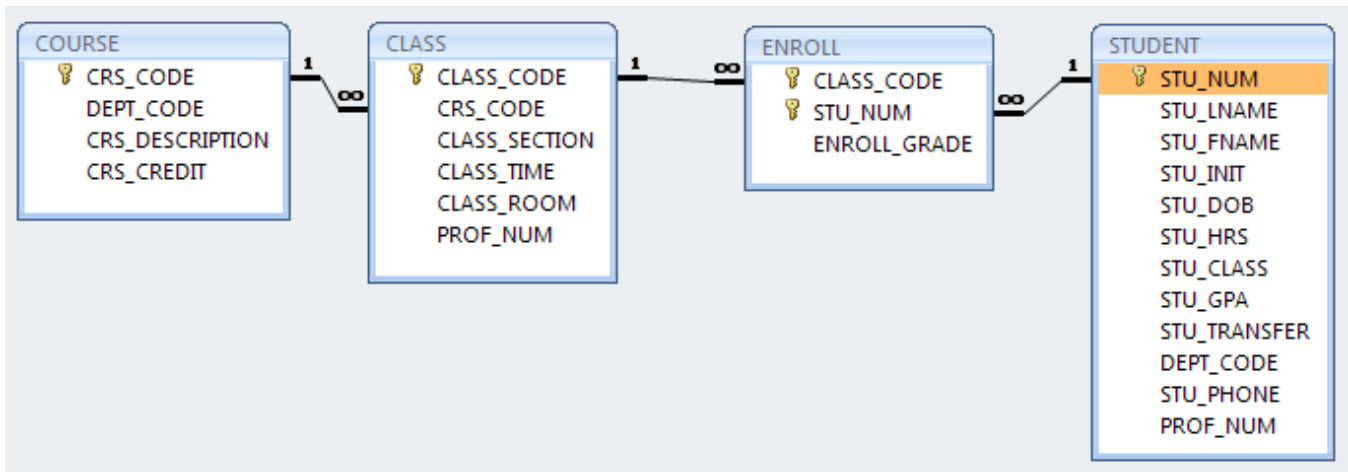 COURSE
CRS_CODE
DEPT_CODE
CRS_DESCRIPTION
CRS_CREDIT
1
∞
CLASS
CLASS_CODE
CRS_CODE
CLASS_SECTION
CLASS_TIME
CLASS_ROOM
PROF_NUM
1
∞
ENROLL
CLASS_CODE
STU_NUM
ENROLL_GRADE
∞
1
STUDENT
STU_NUM
STU_LNAME
STU_FNAME
STU_INIT
STU_DOB
STU_HRS
STU_CLASS
STU_GPA
STU_TRANSFER
DEPT_CODE
STU_PHONE
PROF_NUM